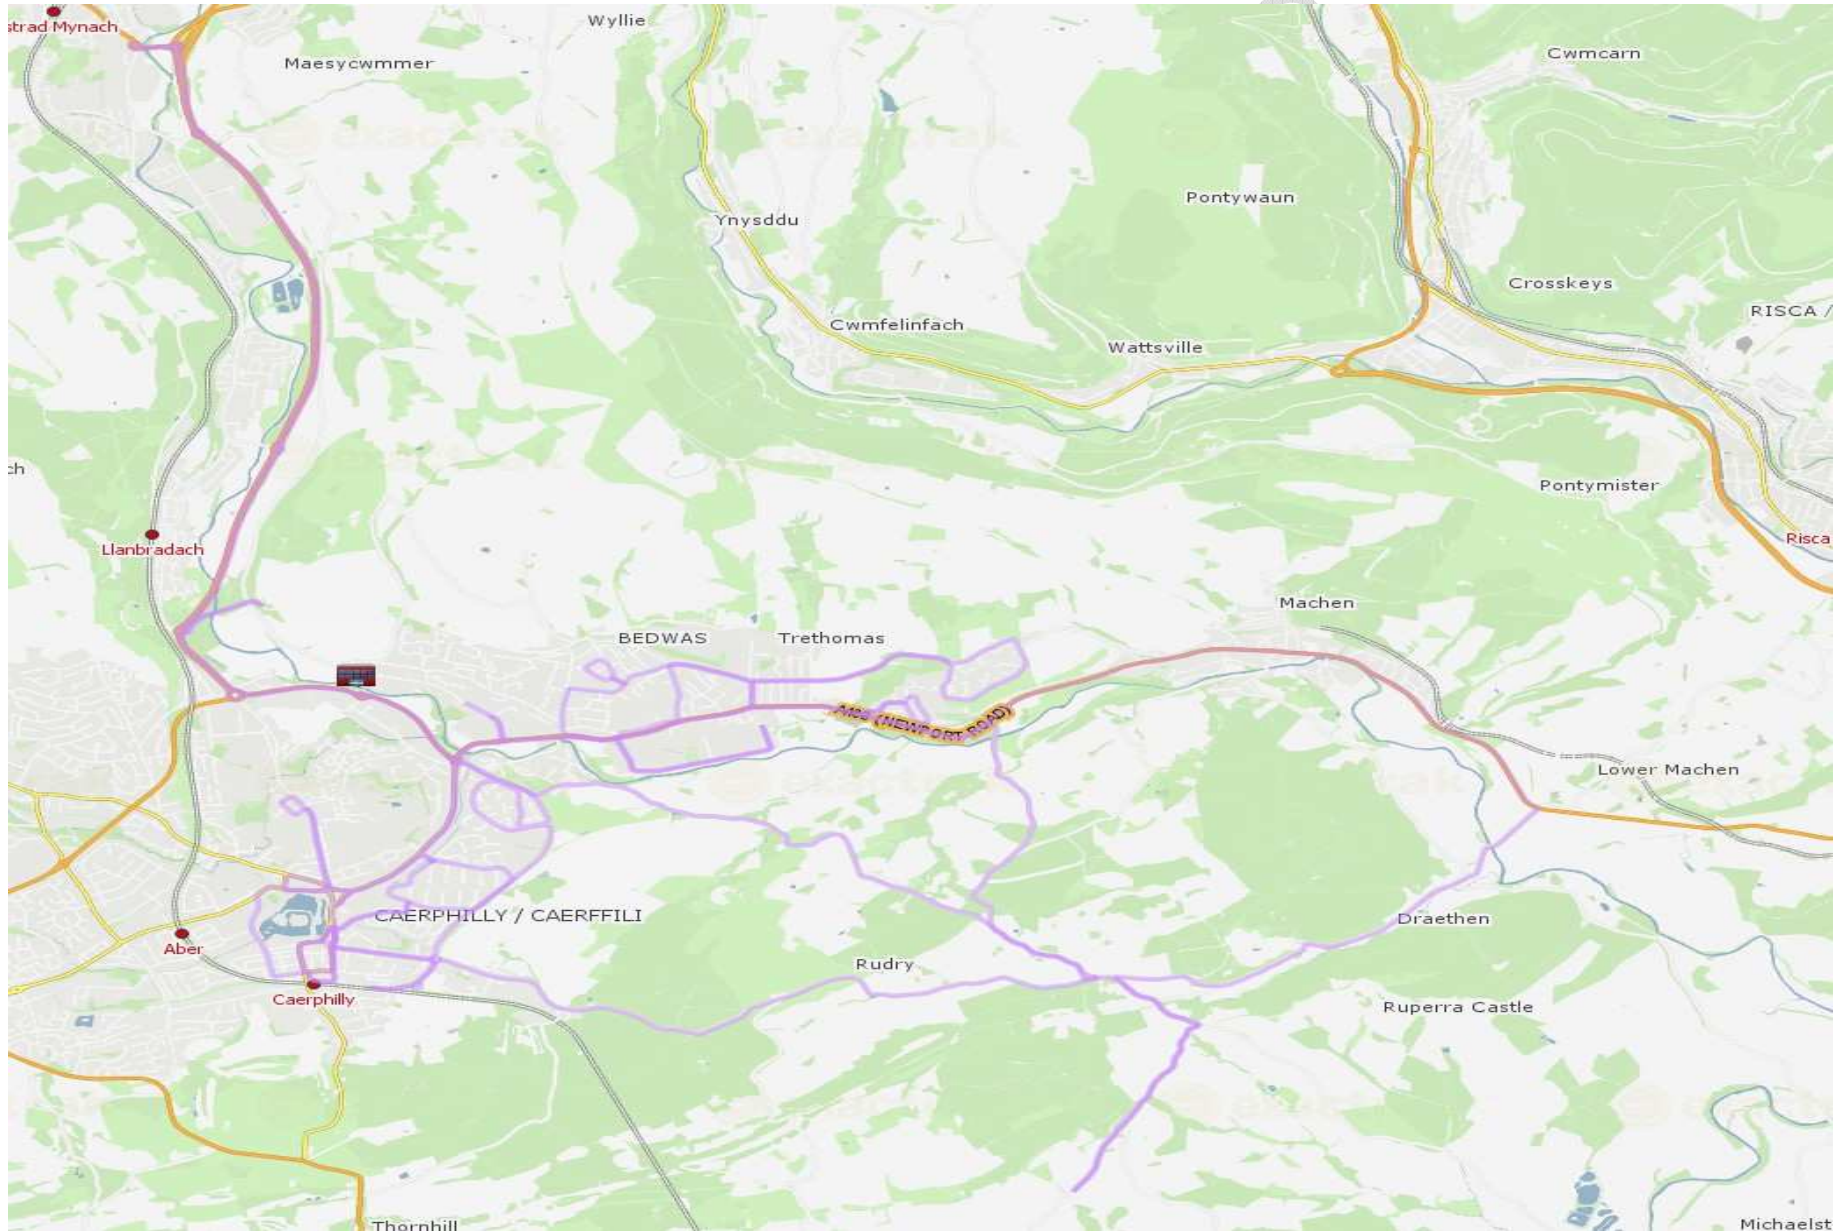 Wyllie
strad Mynach
Cwmcarn
Maesycwmmer
exactrak
Pontywaun
Ynysddu
Crosskeys
RISCA /
Cwmfelinfach
Wattsville
ch
Pontymister
Risca
Llanbradach
Machen
BEDWAS
Trethomas
(NEWPORT ROAD)
Lower Machen
CAERPHILLY / CAERFFILI
Draethen
Aber
Rudry
Caerphilly
Ruperra Castle
Thornhill
Michaelst